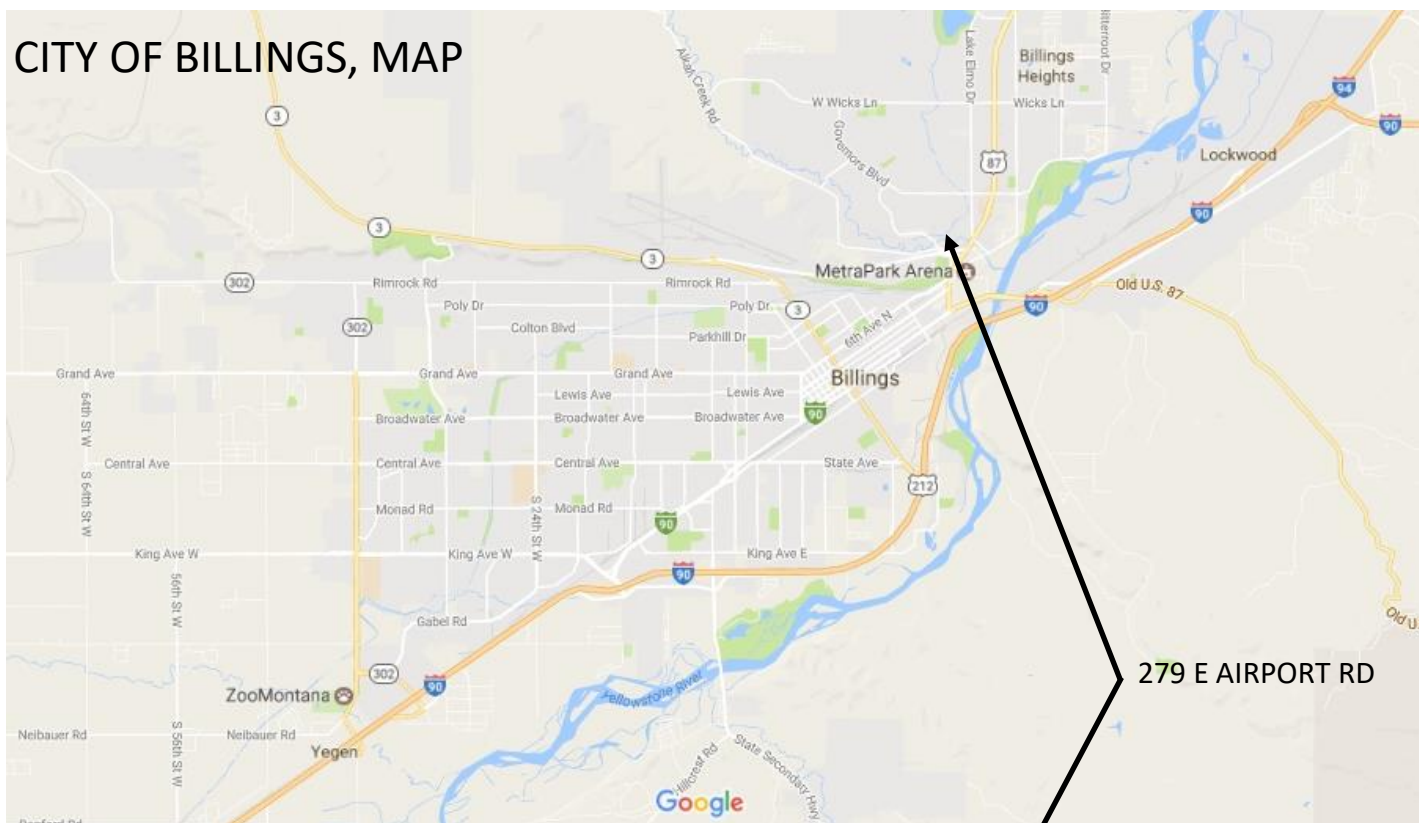 CITY OF BILLINGS, MAP
Lake Elmo Dr
Billings
Heights
Alkali Creek Rd
W Wicks Ln
Wicks Ln
94
90
3
Governors Blvd
87
Lockwood
3
90
3
MetraPark Arena
302
Rimrock Rd
Rimrock Rd
Old U.S. 87
Poly Dr
Poly Dr
3
90
302
Colton Blvd
Parkhill Dr
6th Ave N
Grand Ave
Grand Ave
Grand Ave
Billings
Lewis Ave
Lewis Ave
64th St W
Broadwater Ave
Broadwater Ave
Broadwater Ave
90
Central Ave
Central Ave
Central Ave
State Ave
S 64th St W
212
Monad Rd
S 24th St W
Monad Rd
90
King Ave W
King Ave W
King Ave E
90
56th St W
Gabel Rd
302
90
279 E AIRPORT RD
ZooMontana
Yellowstone River
Neibauer Rd
S 56th St W
Neibauer Rd
Yegen
Hillcrest Rd
State Secondary Hwy
Google